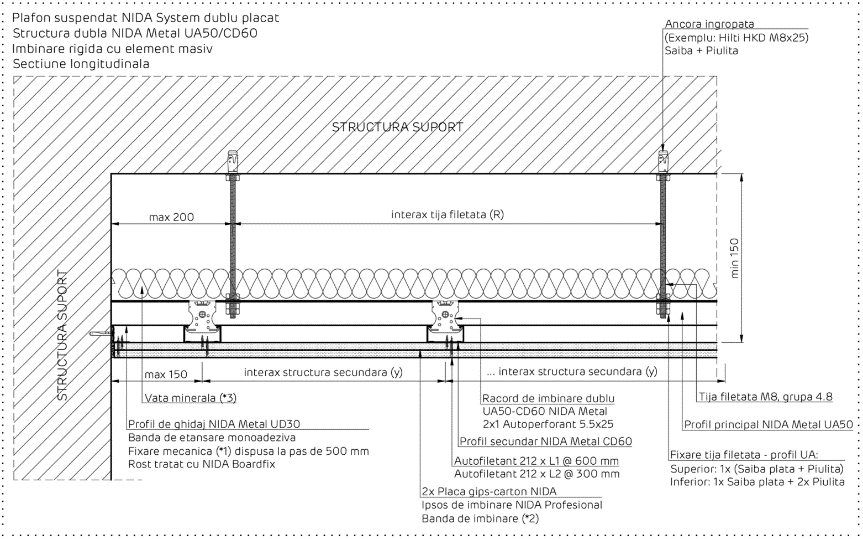 Plafon suspendat NIDA System dublu placat
Structura dubla NIDA Metal UA50/CD60
Imbinare rigida cu element masiv
Sectiune longitudinala
Ancora ingropata
(Exemplu: Hilti HKD M8x25)
Saiba + Piulita
STRUCTURA SUPORT
max 200
interax tija filetata (R)
min 150
STRUCTURA SUPORT
max 150
interax structura secundara (y)
... interax structura secundara (y)
Vata minerala (*3)
Profil de ghidaj NIDA Metal UD30
Banda de etansare monoadeziva
Fixare mecanica (*1) dispusa la pas de 500 mm
Rost tratat cu NIDA Boardfix
Racord de imbinare dublu
UA50-CD60 NIDA Metal
2x1 Autoperforant 5.5x25
Profil secundar NIDA Metal CD60
Autofiletant 212 x L1 @ 600 mm
Autofiletant 212 x L2 @ 300 mm
2x Placa gips-carton NIDA
Ipsos de imbinare NIDA Profesional
Banda de imbinare (*2)
Tija filetata M8, grupa 4.8
Profil principal NIDA Metal UA50
Fixare tija filetata - profil UA:
Superior: 1x (Saiba plata + Piulita)
Inferior: 1x Saiba plata + 2x Piulita